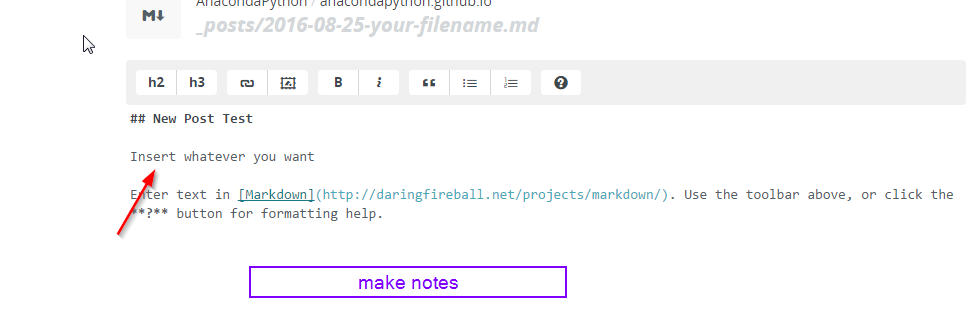 AnacondaPython / anacondapython.github.io
M↓
_posts/2016-08-25-your-filename.md
h2 h3 B i “ ?
## New Post Test
Insert whatever you want
Enter text in [Markdown](http://daringfireball.net/projects/markdown/). Use the toolbar above, or click the
**?** button for formatting help.
make notes